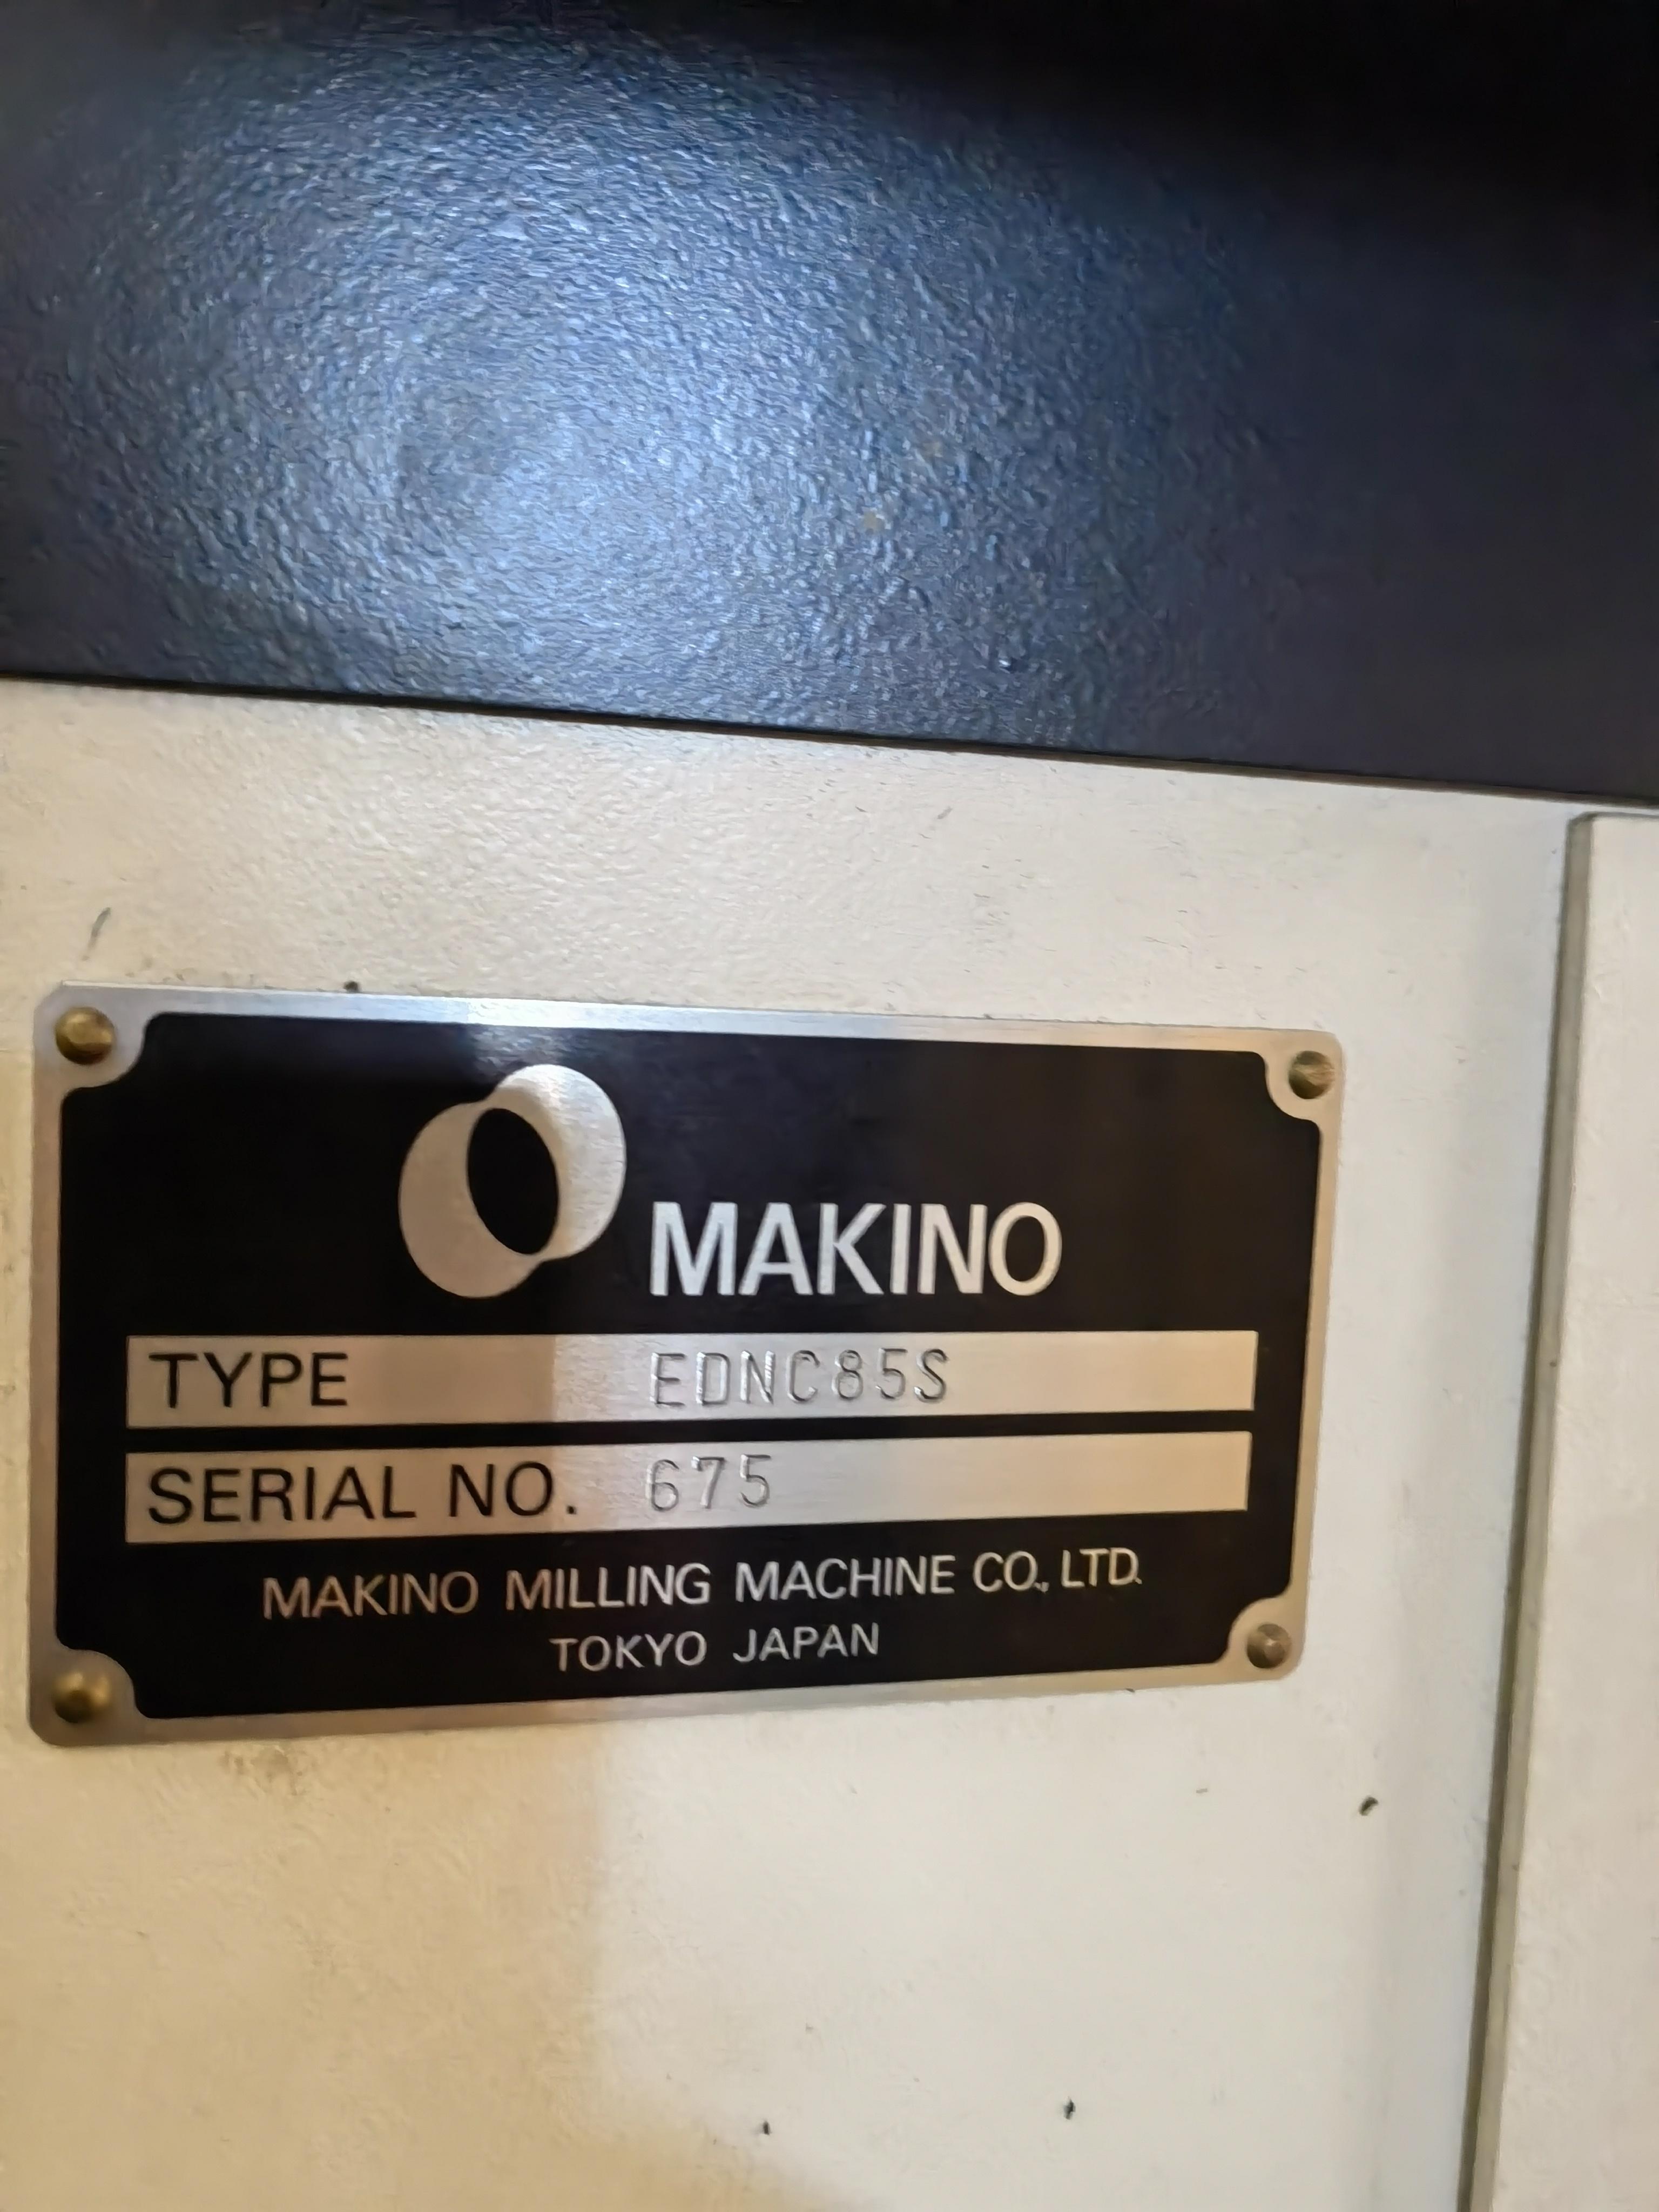 MAKINO
TYPE EDNC85S
SERIAL NO. 675
MAKINO MILLING MACHINE CO., LTD.
TOKYO JAPAN